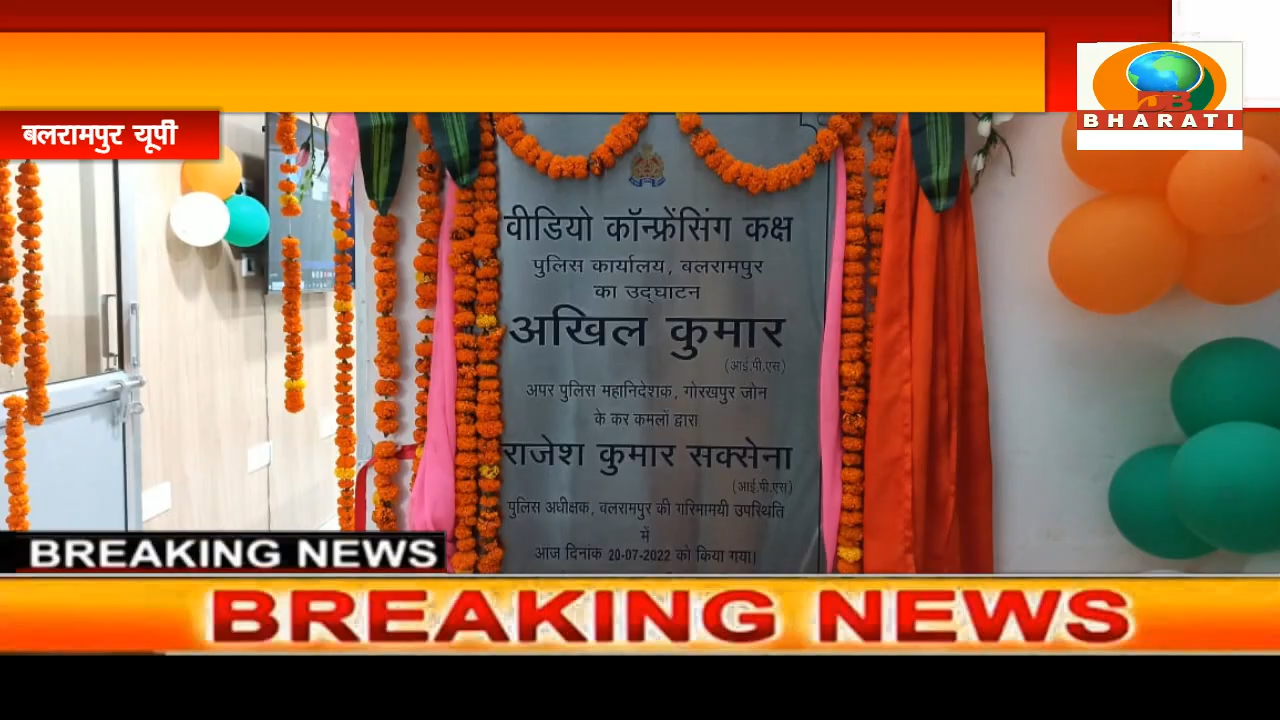 BHARATI
बलरामपुर यूपी
वीडियो कॉन्फ्रेंसिंग कक्ष
पुलिस कार्यालय, बलरामपुर
का उद्घाटन
अखिल कुमार
(आई.पी.एस)
अपर पुलिस महानिदेशक, गोरखपुर जोन
के कर कमलों द्वारा
राजेश कुमार सक्सेना
(आई.पी.एस)
पुलिस अधीक्षक, बलरामपुर की गरिमामयी उपस्थिति
में
आज दिनांक 20-07-2022 को किया गया।
BREAKING NEWS
BREAKING NEWS